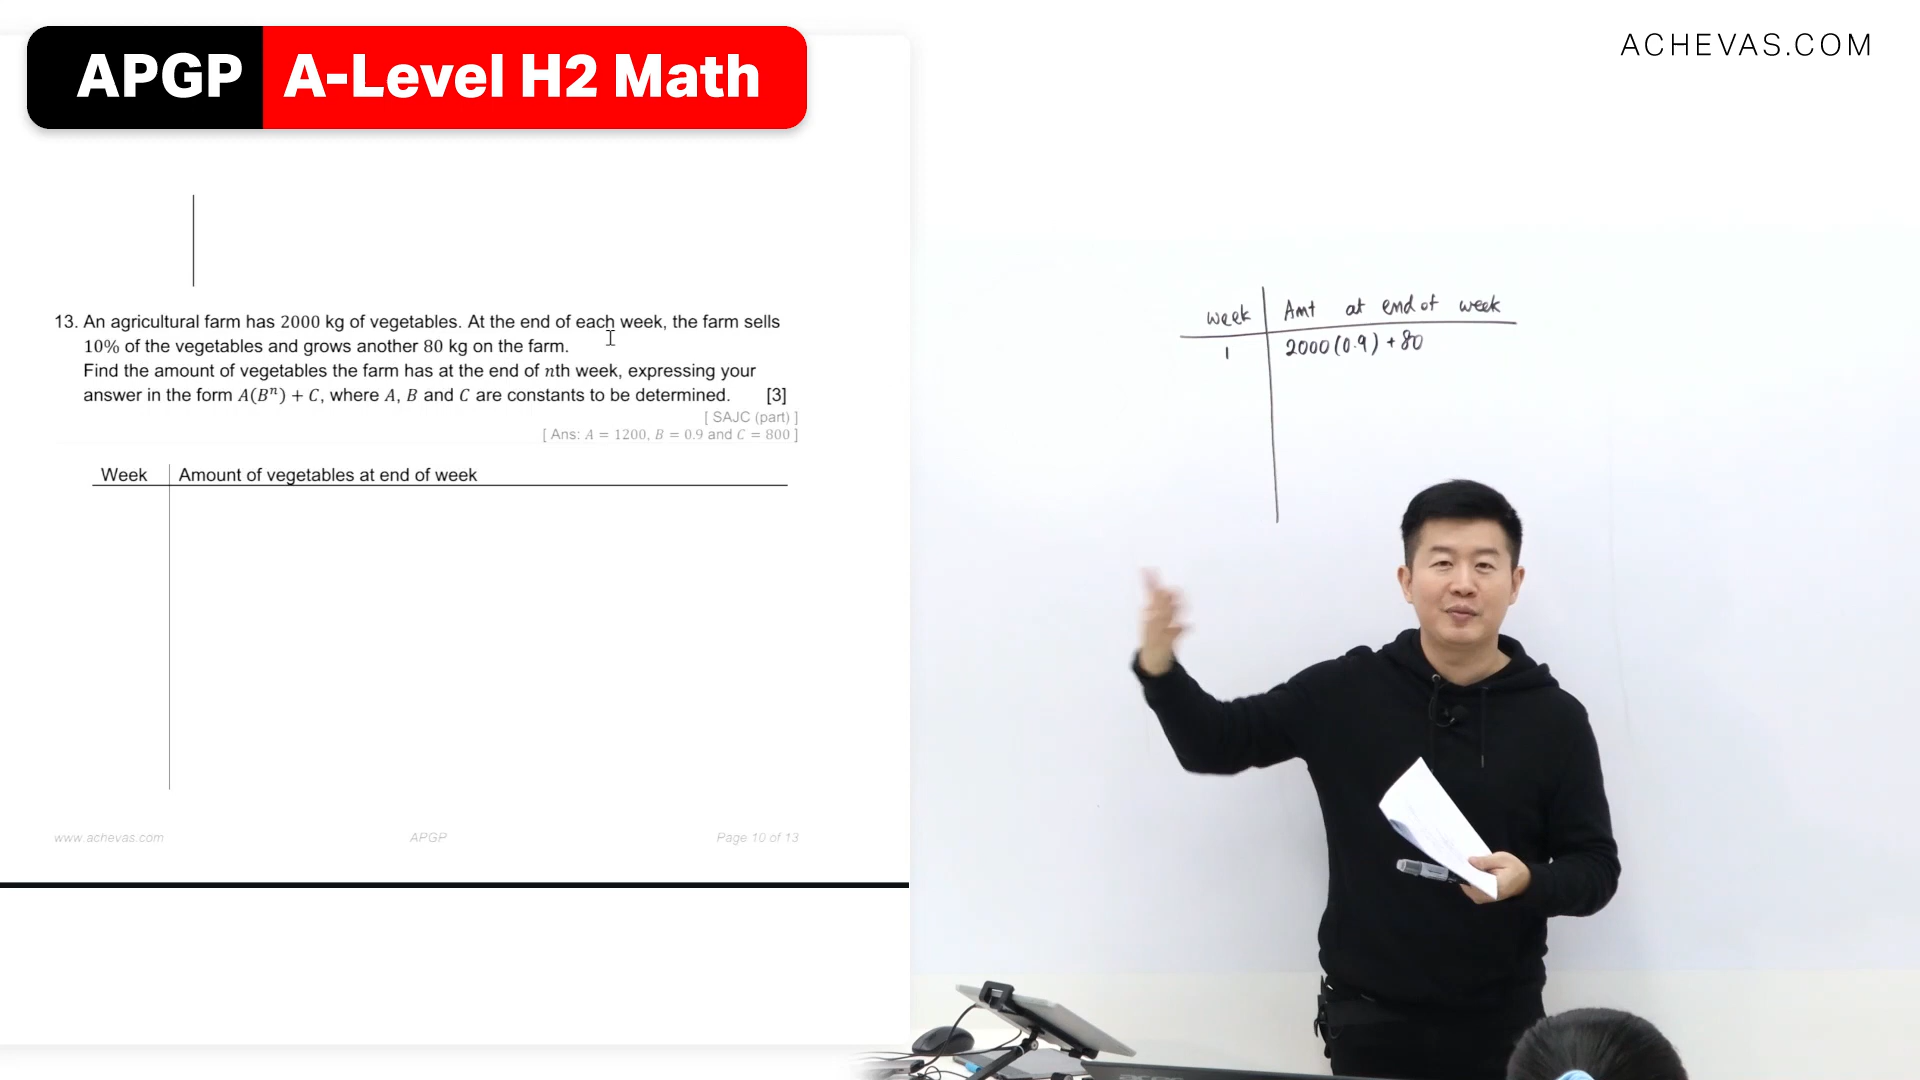 APGP A-Level H2 Math
ACHEVAS.COM
13. An agricultural farm has 2000 kg of vegetables. At the end of each week, the farm sells
10% of the vegetables and grows another 80 kg on the farm.
Find the amount of vegetables the farm has at the end of nth week, expressing your
answer in the form A(Bⁿ) + C, where A, B and C are constants to be determined. [3]
[ SAJC (part) ]
[ Ans: A = 1200, B = 0.9 and C = 800 ]
Week Amount of vegetables at end of week
www.achevas.com APGP Page 10 of 13
week Amt at end of week
1 2000(0.9) + 80
acer